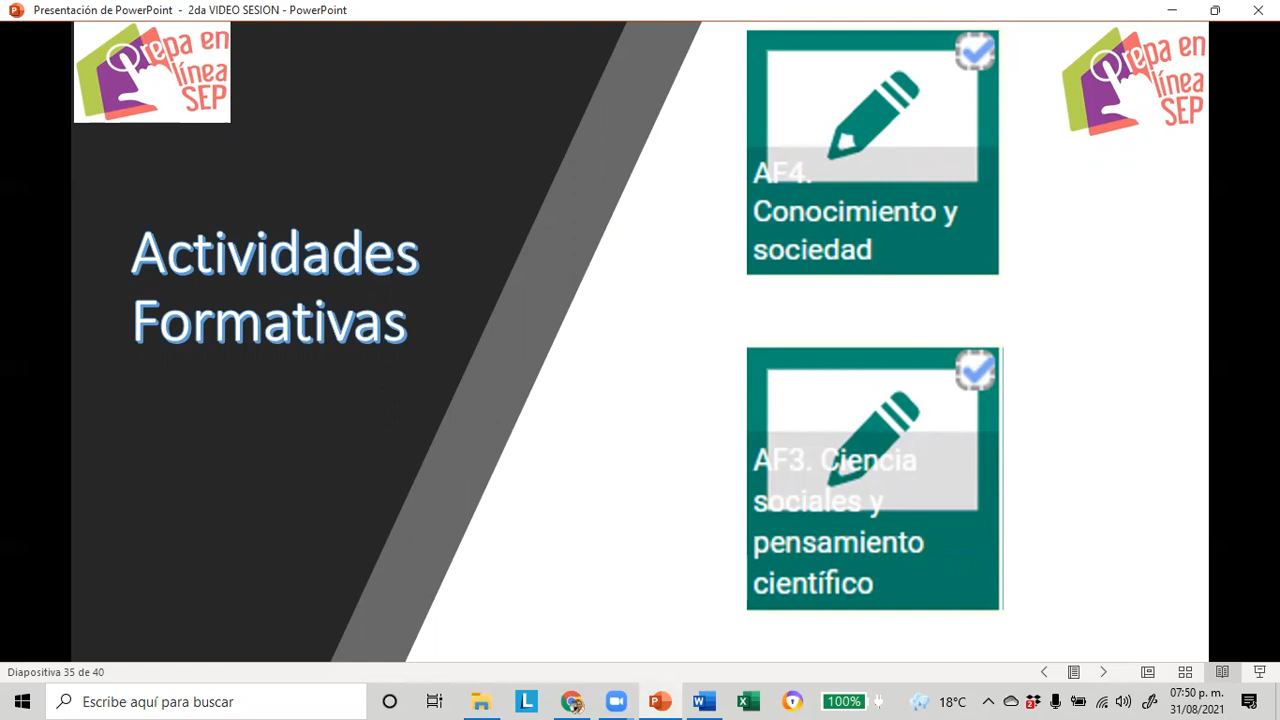 Presentación de PowerPoint - 2da VIDEO SESION - PowerPoint
Prepa en
línea
SEP
Prepa en
línea
SEP
Actividades
Formativas
AF4.
Conocimiento y
sociedad
AF3. Ciencia
sociales y
pensamiento
científico
Diapositiva 35 de 40
Escribe aquí para buscar
L
100%
18°C
07:50 p. m.
31/08/2021